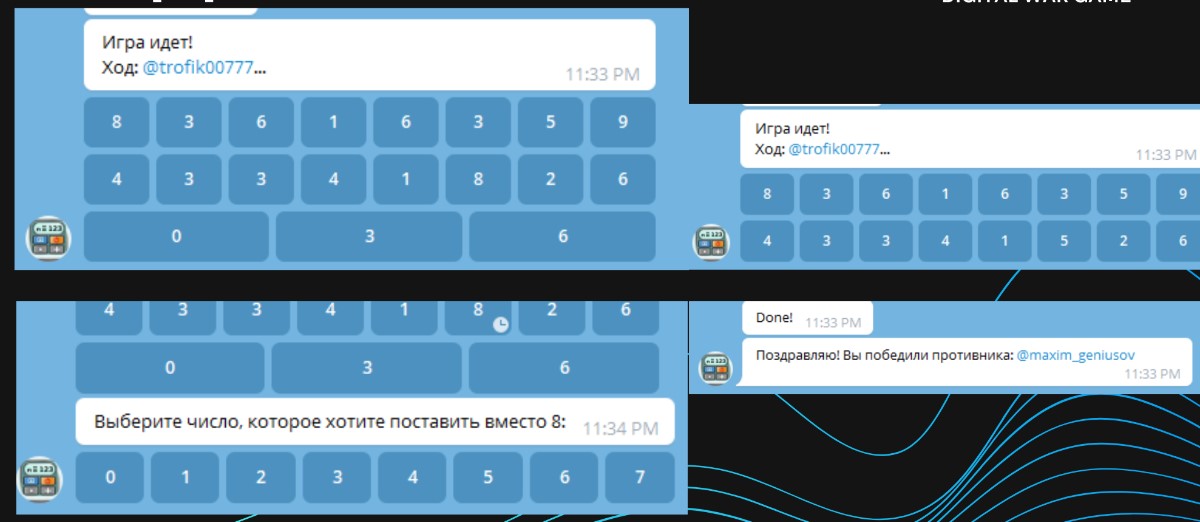 DIGITAL WAR GAME
Игра идет!
Ход: @trofik00777...
11:33 PM
8 3 6 1 6 3 5 9
4 3 3 4 1 8 2 6
0 3 6
Игра идет!
Ход: @trofik00777...
11:33 PM
8 3 6 1 6 3 5 9
4 3 3 4 1 5 2 6
4 3 3 4 1 8 2 6
0 3 6
Выберите число, которое хотите поставить вместо 8:
11:34 PM
0 1 2 3 4 5 6 7
Done! 11:33 PM
Поздравляю! Вы победили противника: @maxim_geniusov
11:33 PM